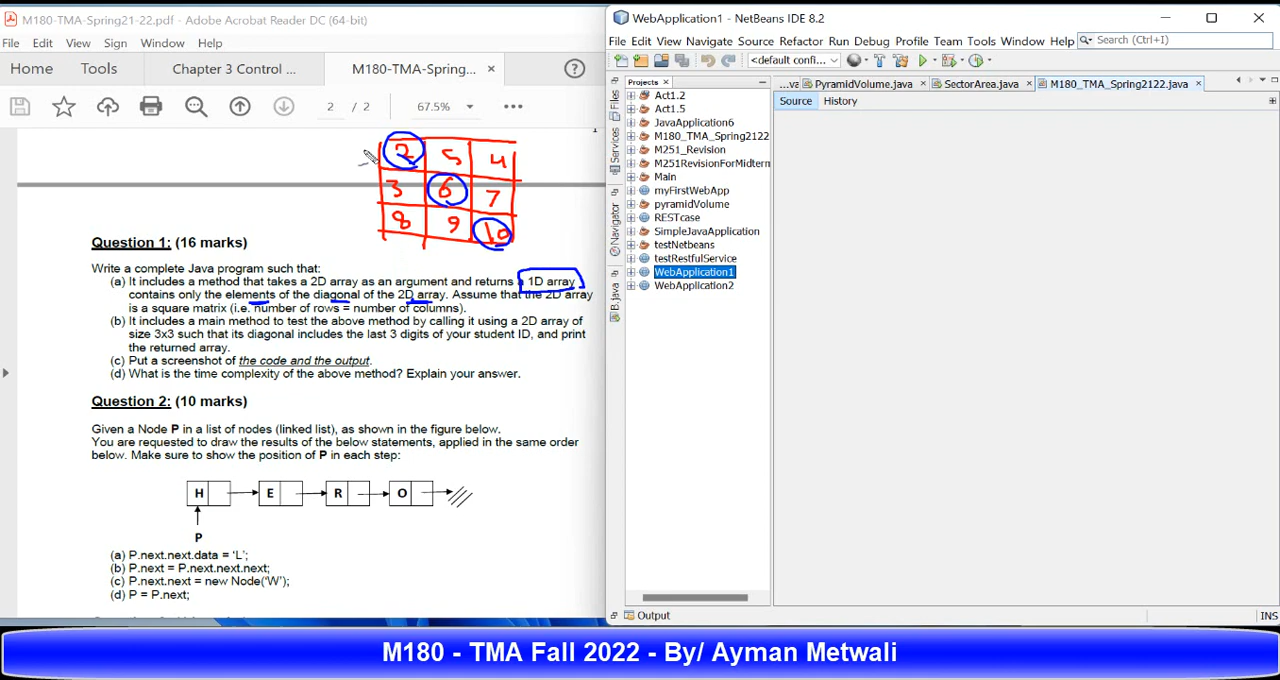 M180-TMA-Spring21-22.pdf - Adobe Acrobat Reader DC (64-bit)
File Edit View Sign Window Help
Home Tools Chapter 3 Control ... M180-TMA-Spring... ×
2 / 2 67.5%
2 5 4
3 6 7
8 9 10
Question 1: (16 marks)
Write a complete Java program such that:
(a) It includes a method that takes a 2D array as an argument and returns a 1D array
contains only the elements of the diagonal of the 2D array. Assume that the 2D array
is a square matrix (i.e. number of rows = number of columns).
(b) It includes a main method to test the above method by calling it using a 2D array of
size 3x3 such that its diagonal includes the last 3 digits of your student ID, and print
the returned array.
(c) Put a screenshot of the code and the output.
(d) What is the time complexity of the above method? Explain your answer.
Question 2: (10 marks)
Given a Node P in a list of nodes (linked list), as shown in the figure below.
You are requested to draw the results of the below statements, applied in the same order
below. Make sure to show the position of P in each step:
H E R O
P
(a) P.next.next.data = ‘L’;
(b) P.next = P.next.next.next;
(c) P.next.next = new Node(‘W’);
(d) P = P.next;
WebApplication1 - NetBeans IDE 8.2
File Edit View Navigate Source Refactor Run Debug Profile Team Tools Window Help Search (Ctrl+I)
<default confi...
Projects ×
Files
Services
Navigator
B.java
Act1.2
Act1.5
JavaApplication6
M180_TMA_Spring2122
M251_Revision
M251RevisionForMidterm
Main
myFirstWebApp
pyramidVolume
RESTcase
SimpleJavaApplication
testNetbeans
testRestfulService
WebApplication1
WebApplication2
...va PyramidVolume.java × SectorArea.java × M180_TMA_Spring2122.java ×
Source History
Output
INS
M180 - TMA Fall 2022 - By/ Ayman Metwali